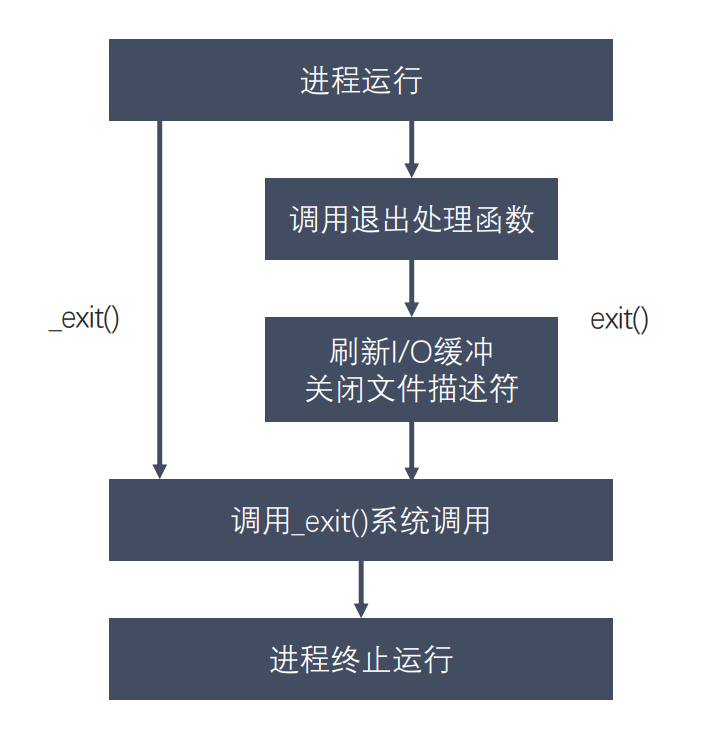 进程运行
调用退出处理函数
_exit()
exit()
刷新I/O缓冲
关闭文件描述符
调用_exit()系统调用
进程终止运行